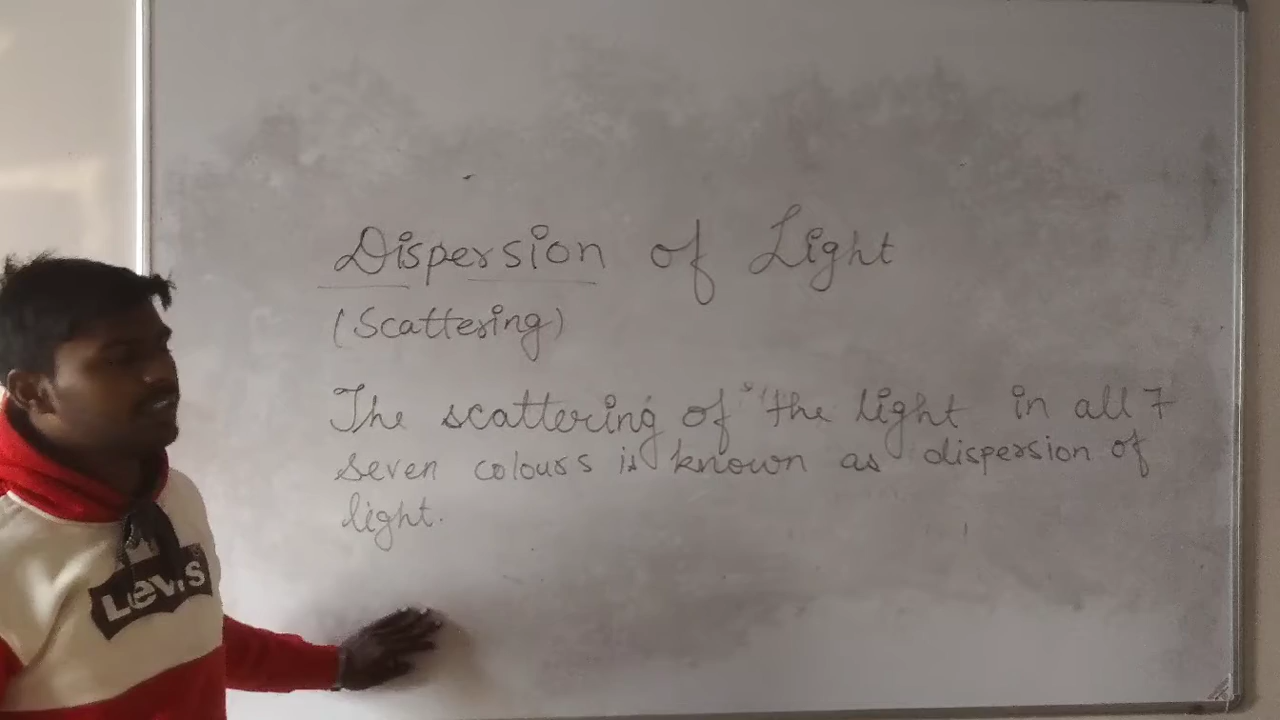 Dispersion of Light
(Scattering)
The scattering of the light in all 7
seven colours is known as dispersion of
light.
Levi's